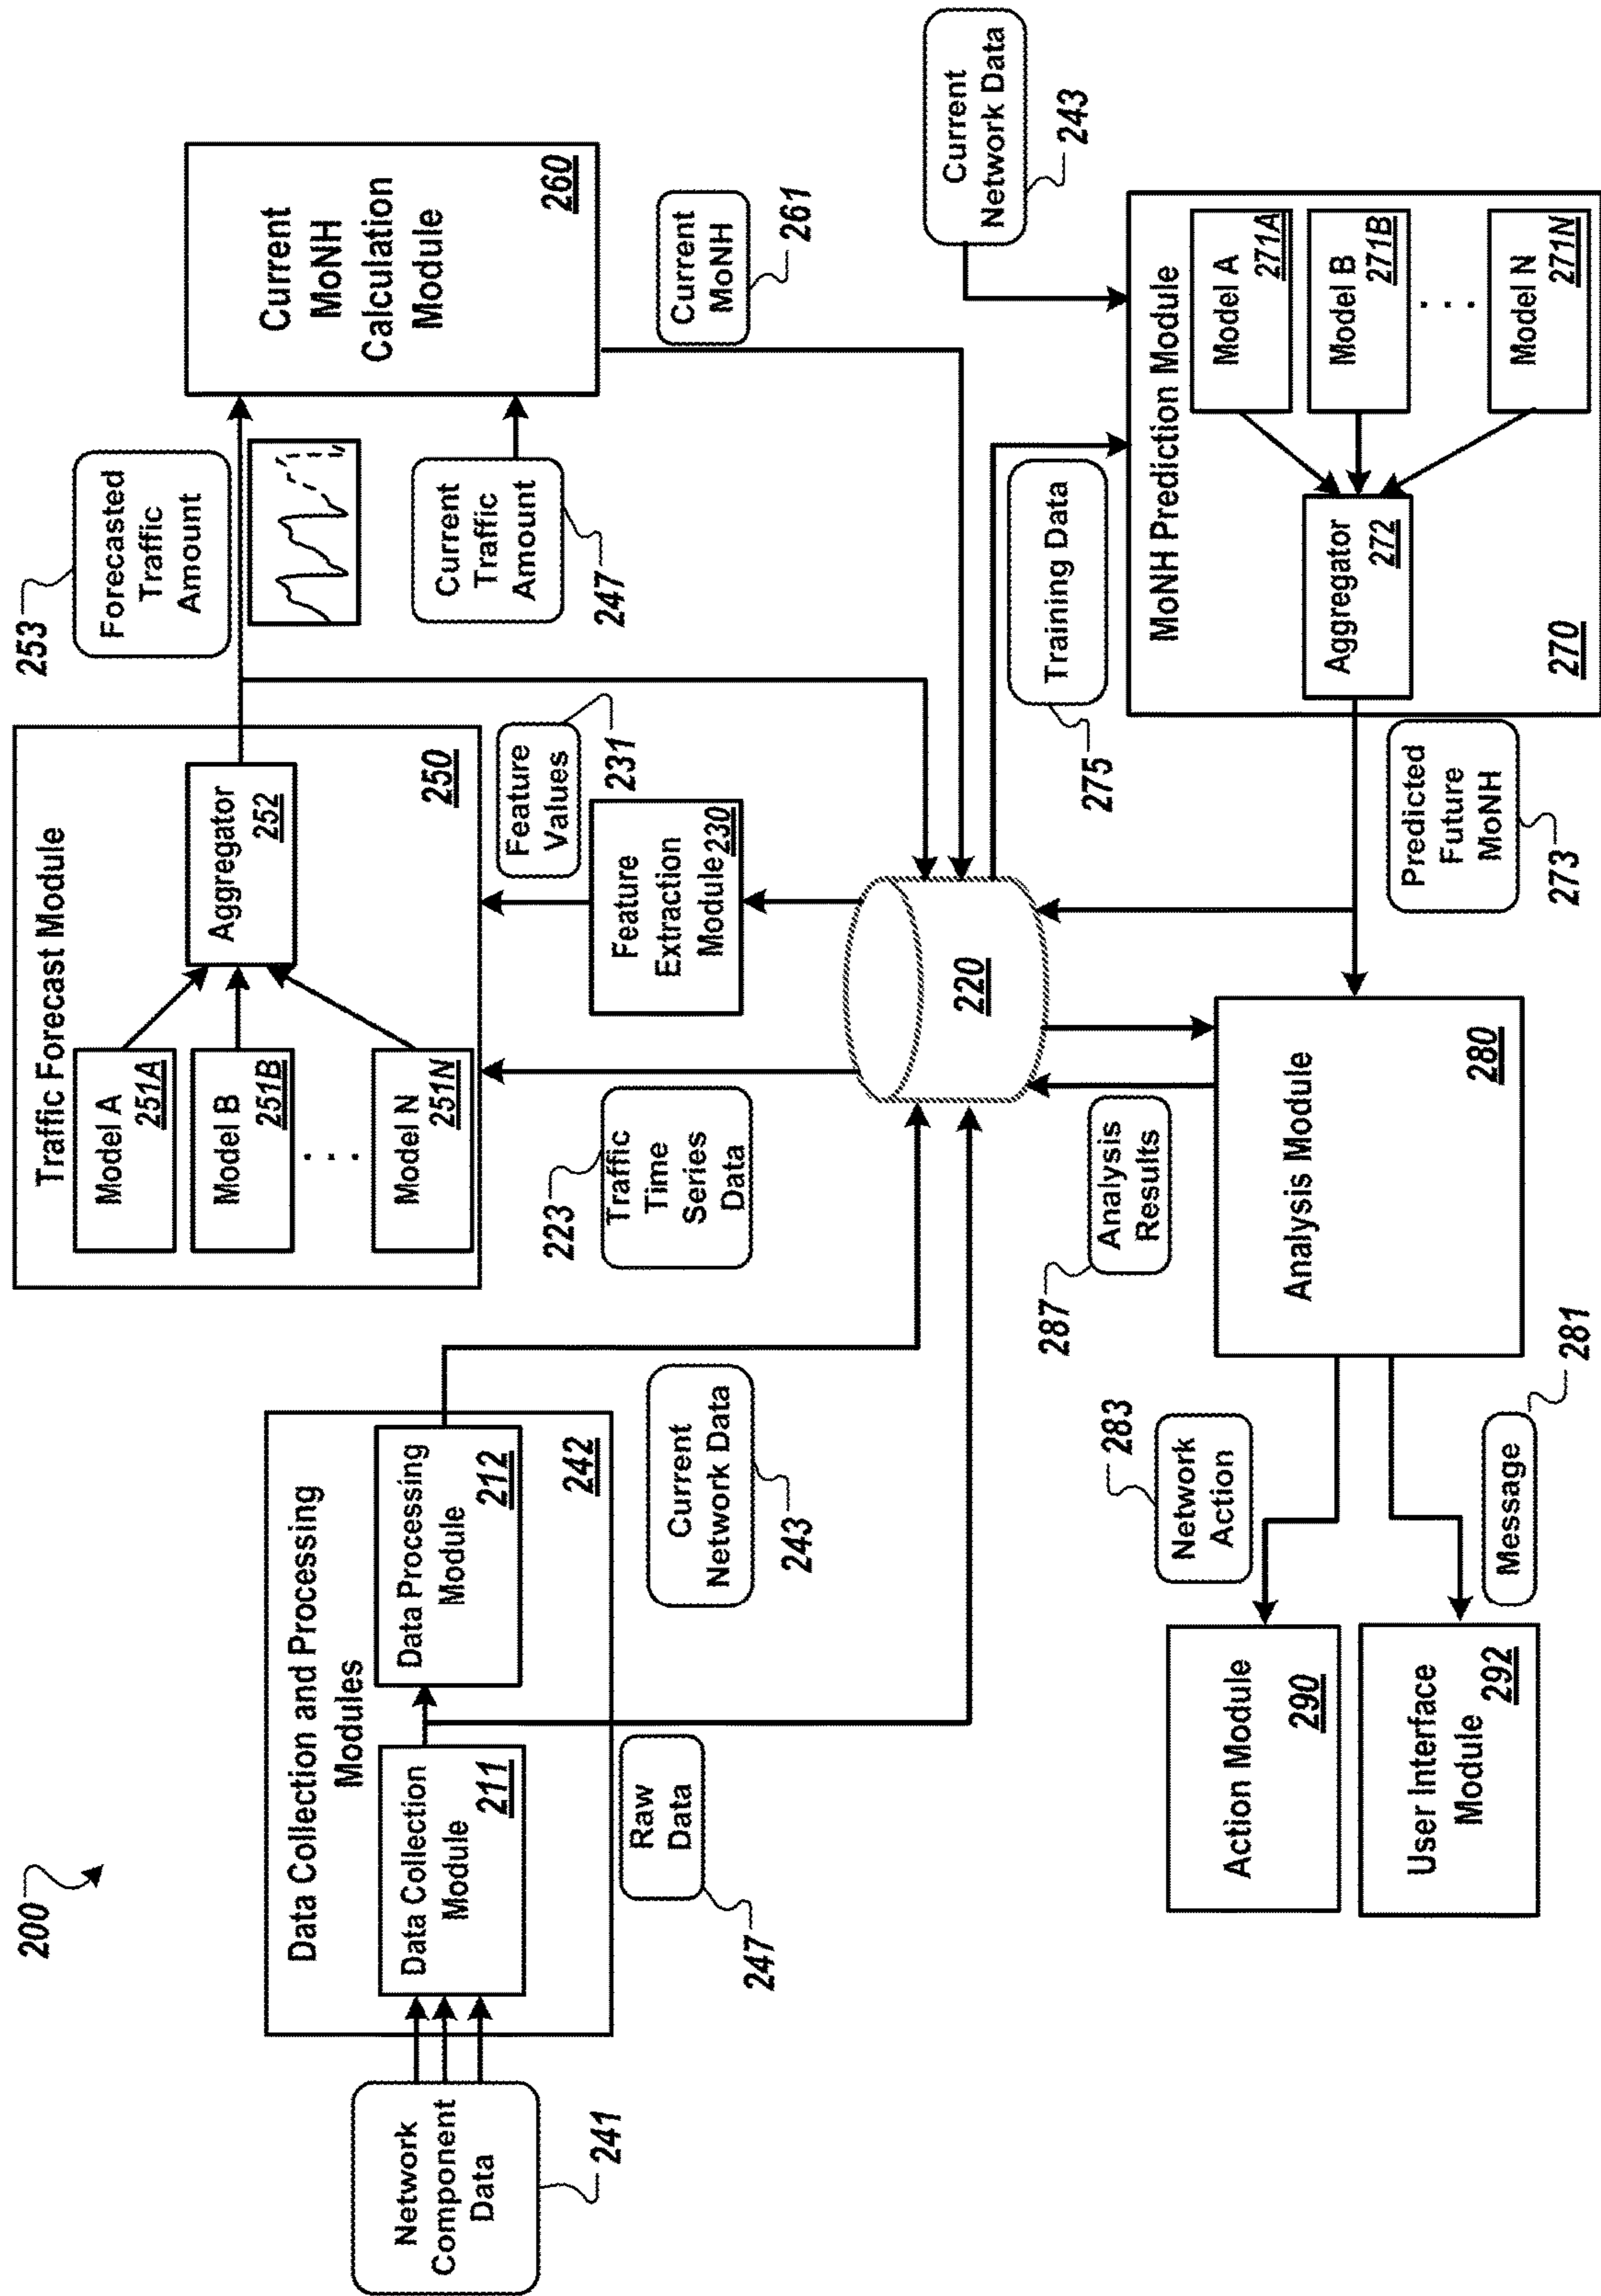 200
Network
Component
Data
241
Data Collection and Processing
Modules
Data Collection
Module
211
Data Processing
Module
212
242
Raw
Data
247
Current
Network Data
243
Traffic Forecast Module
Model A
251A
Model B
251B
. . .
Model N
251N
Aggregator
252
250
223
Traffic
Time
Series
Data
Feature
Extraction
Module
230
Feature
Values
231
253
Forecasted
Traffic
Amount
Current
Traffic
Amount
247
Current
MoNH
Calculation
Module
260
Current
MoNH
261
220
Training Data
275
Current
Network Data
243
MoNH Prediction Module
Model A
271A
Model B
271B
. . .
Model N
271N
Aggregator
272
270
Predicted
Future
MoNH
273
287
Analysis
Results
Analysis Module
280
283
Network
Action
Message
281
Action Module
290
User Interface
Module
292